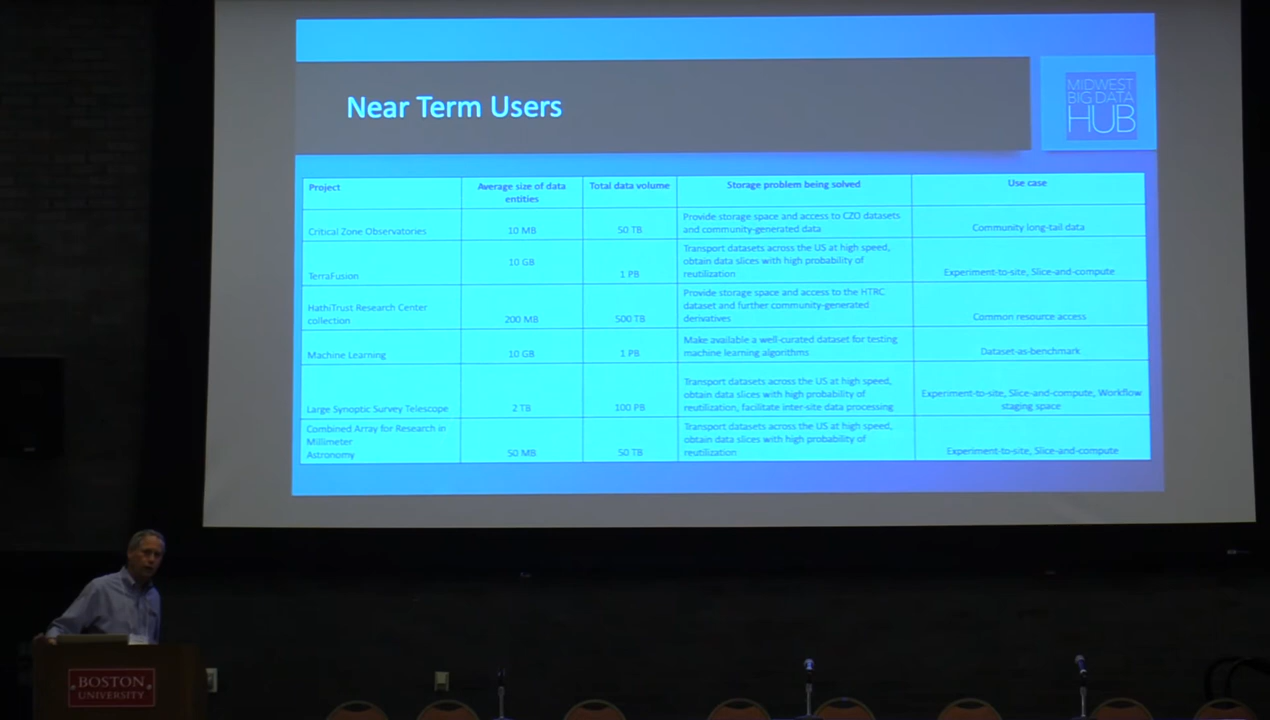 Near Term Users
MIDWEST
BIG DATA
HUB
Project
Average size of data
entities
Total data volume
Storage problem being solved
Use case
Critical Zone Observatories
10 MB
50 TB
Provide storage space and access to CZO datasets
and community-generated data
Community long-tail data
TerraFusion
10 GB
1 PB
Transport datasets across the US at high speed,
obtain data slices with high probability of
reutilization
Experiment-to-site, Slice-and-compute
HathiTrust Research Center
collection
200 MB
500 TB
Provide storage space and access to the HTRC
dataset and further community-generated
derivatives
Common resource access
Machine Learning
10 GB
1 PB
Make available a well-curated dataset for testing
machine learning algorithms
Dataset-as-benchmark
Large Synoptic Survey Telescope
2 TB
100 PB
Transport datasets across the US at high speed,
obtain data slices with high probability of
reutilization, facilitate inter-site data processing
Experiment-to-site, Slice-and-compute, Workflow
staging space
Combined Array for Research in
Millimeter
Astronomy
50 MB
50 TB
Transport datasets across the US at high speed,
obtain data slices with high probability of
reutilization
Experiment-to-site, Slice-and-compute
BOSTON
UNIVERSITY